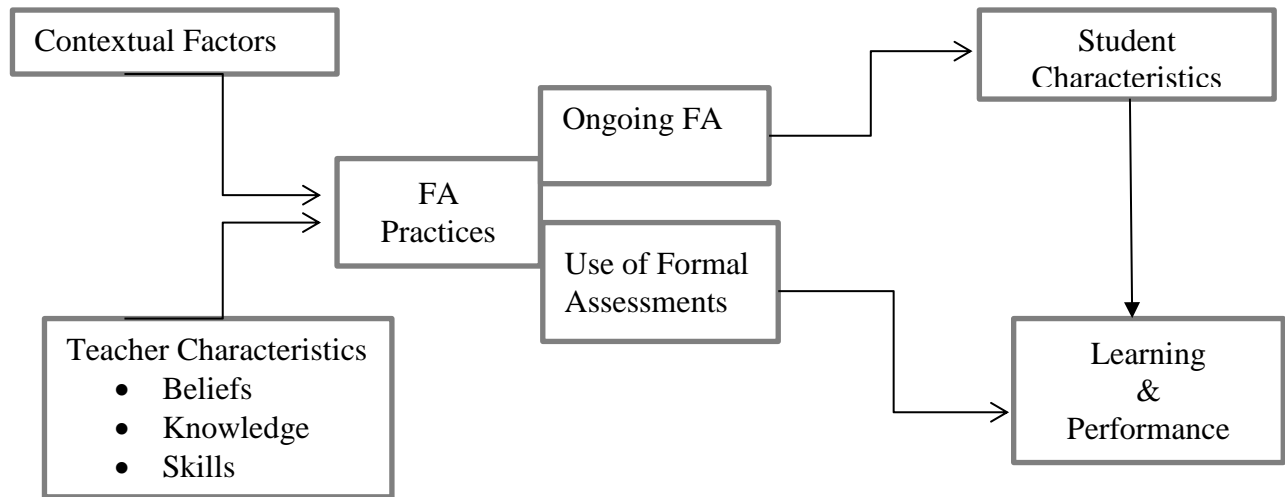 Contextual Factors
Student
Characteristics
Ongoing FA
FA
Practices
Use of Formal
Assessments
Teacher Characteristics
• Beliefs
• Knowledge
• Skills
Learning
&
Performance